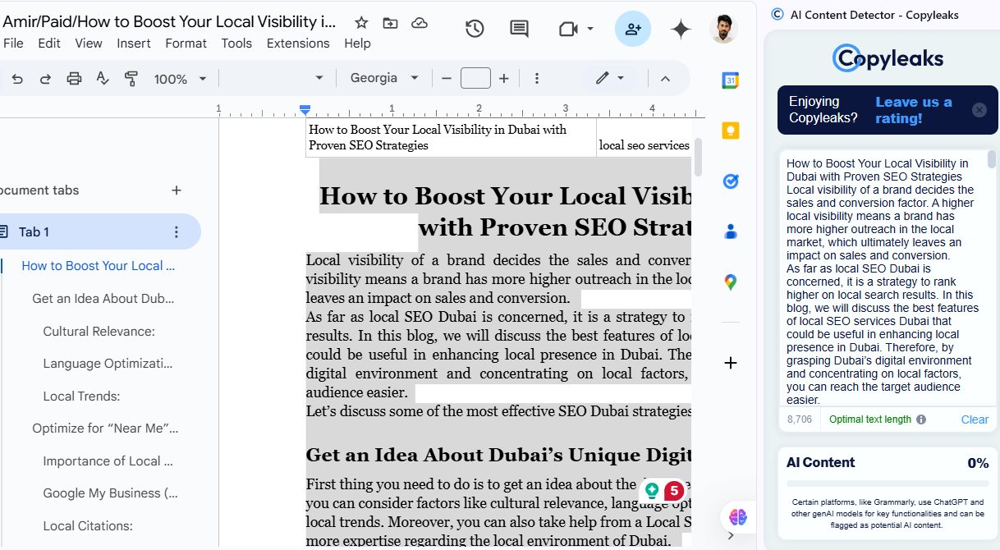 Amir/Paid/How to Boost Your Local Visibility i...
File Edit View Insert Format Tools Extensions Help
100%
Georgia
1 1 2 3 4
ocument tabs
Tab 1
How to Boost Your Local ...
Get an Idea About Dub...
Cultural Relevance:
Language Optimizati...
Local Trends:
Optimize for “Near Me”...
Importance of Local ...
Google My Business (...
Local Citations:
How to Boost Your Local Visibility in Dubai with
Proven SEO Strategies
local seo services
How to Boost Your Local Visib
with Proven SEO Strat
Local visibility of a brand decides the sales and conver
visibility means a brand has more higher outreach in the loc
leaves an impact on sales and conversion.
As far as local SEO Dubai is concerned, it is a strategy to
results. In this blog, we will discuss the best features of lo
could be useful in enhancing local presence in Dubai. The
digital environment and concentrating on local factors,
audience easier.
Let’s discuss some of the most effective SEO Dubai strategies
Get an Idea About Dubai’s Unique Digit
First thing you need to do is to get an idea about the
you can consider factors like cultural relevance, language opt
local trends. Moreover, you can also take help from a Local S
more expertise regarding the local environment of Dubai.
5
31
AI Content Detector - Copyleaks
Copyleaks
Enjoying
Copyleaks?
Leave us a
rating!
How to Boost Your Local Visibility in
Dubai with Proven SEO Strategies
Local visibility of a brand decides the
sales and conversion factor. A higher
local visibility means a brand has
more higher outreach in the local
market, which ultimately leaves an
impact on sales and conversion.
As far as local SEO Dubai is
concerned, it is a strategy to rank
higher on local search results. In this
blog, we will discuss the best features
of local SEO services Dubai that
could be useful in enhancing local
presence in Dubai. Therefore, by
grasping Dubai’s digital environment
and concentrating on local factors,
you can reach the target audience
easier.
8,706 Optimal text length Clear
AI Content 0%
Certain platforms, like Grammarly, use ChatGPT and
other genAI models for key functionalities and can be
flagged as potential AI content.